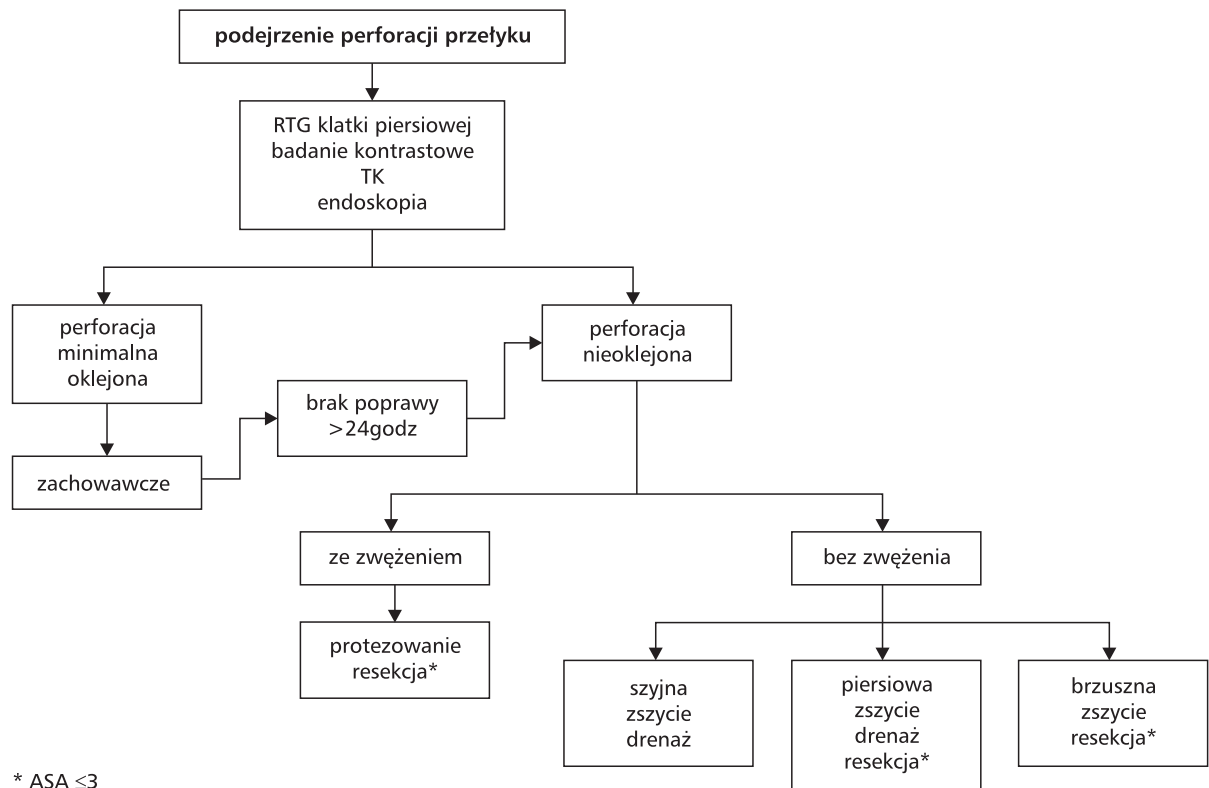 podejrzenie perforacji przełyku
RTG klatki piersiowej
badanie kontrastowe
TK
endoskopia
perforacja
minimalna
oklejona
perforacja
nieoklejona
brak poprawy
>24godz
zachowawcze
ze zwężeniem
bez zwężenia
protezowanie
resekcja*
szyjna
zszycie
drenaż
piersiowa
zszycie
drenaż
resekcja*
brzuszna
zszycie
resekcja*
* ASA ≤3